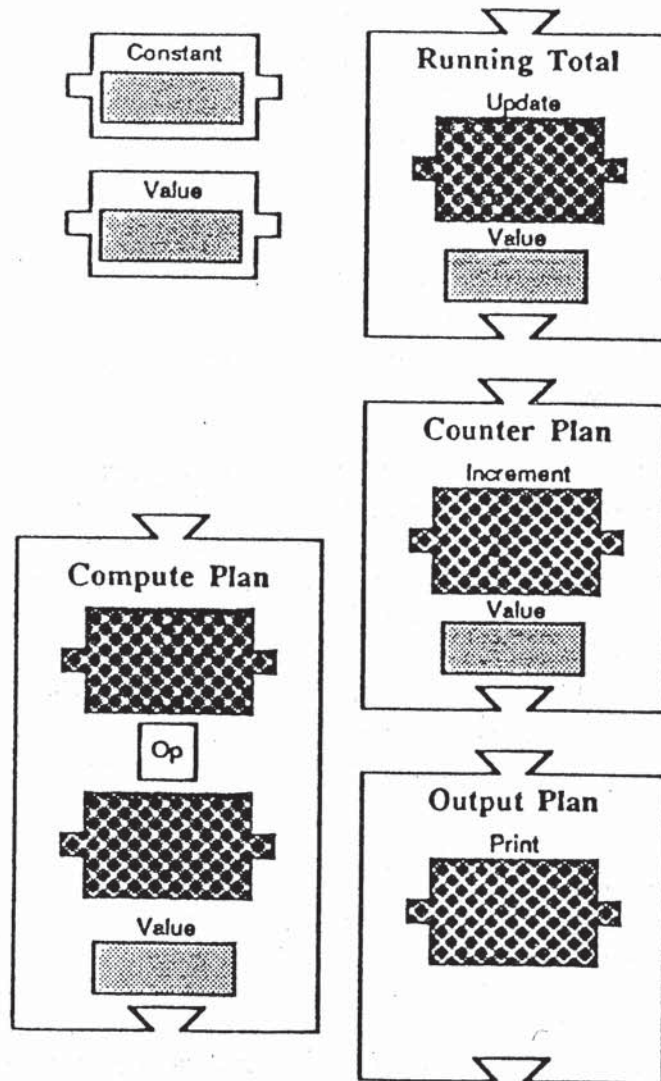 Constant
Value
Running Total
Update
Value
Counter Plan
Increment
Value
Compute Plan
Op
Value
Output Plan
Print